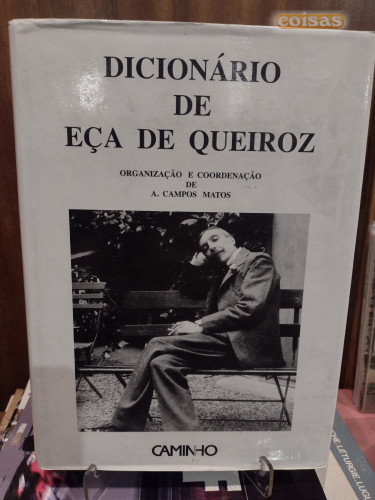 coisas
DICIONÁRIO
DE
EÇA DE QUEIROZ
ORGANIZAÇÃO E COORDENAÇÃO
DE
A. CAMPOS MATOS
CAMINHO